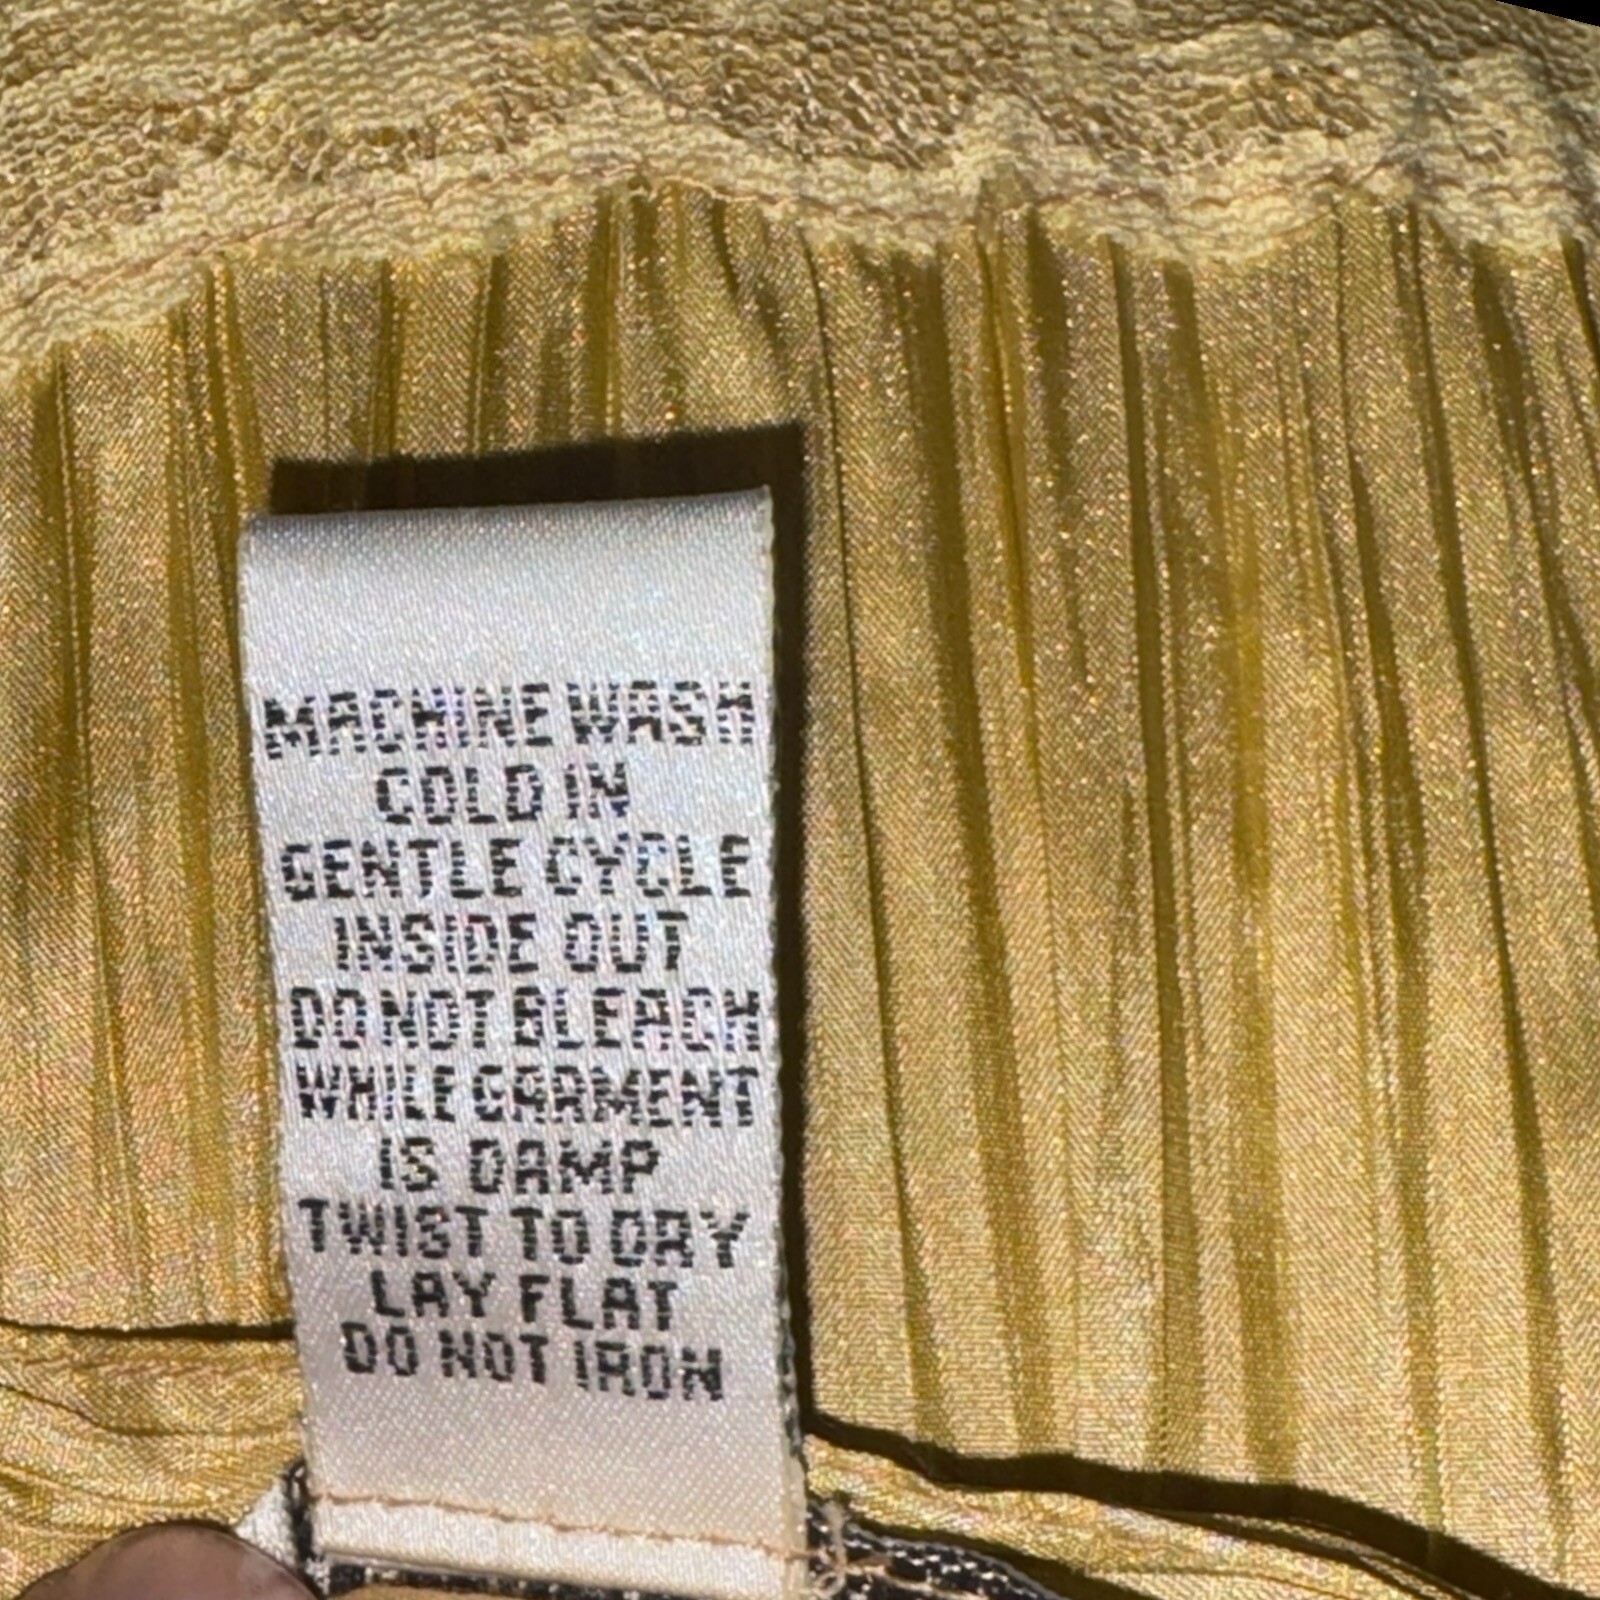 MACHINE WASH
COLD IN
GENTLE CYCLE
INSIDE OUT
DO NOT BLEACH
WHILE GARMENT
IS DAMP
TWIST TO DRY
LAY FLAT
DO NOT IRON